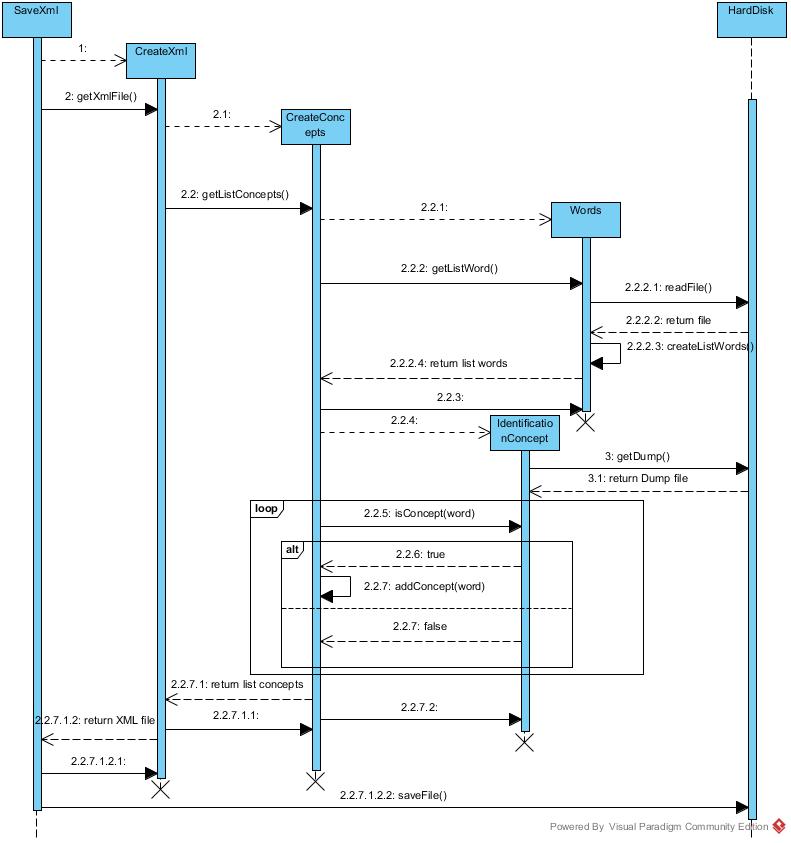 SaveXml
HardDisk
1:
CreateXml
2: getXmlFile()
2.1:
CreateConc
epts
2.2: getListConcepts()
2.2.1:
Words
2.2.2: getListWord()
2.2.2.1: readFile()
2.2.2.2: return file
2.2.2.3: createListWords()
2.2.2.4: return list words
2.2.3:
2.2.4:
Identificatio
nConcept
3: getDump()
3.1: return Dump file
loop
2.2.5: isConcept(word)
alt
2.2.6: true
2.2.7: addConcept(word)
2.2.7: false
2.2.7.1: return list concepts
2.2.7.2:
2.2.7.1.1:
2.2.7.1.2: return XML file
2.2.7.1.2.1:
2.2.7.1.2.2: saveFile()
Powered By Visual Paradigm Community Edition